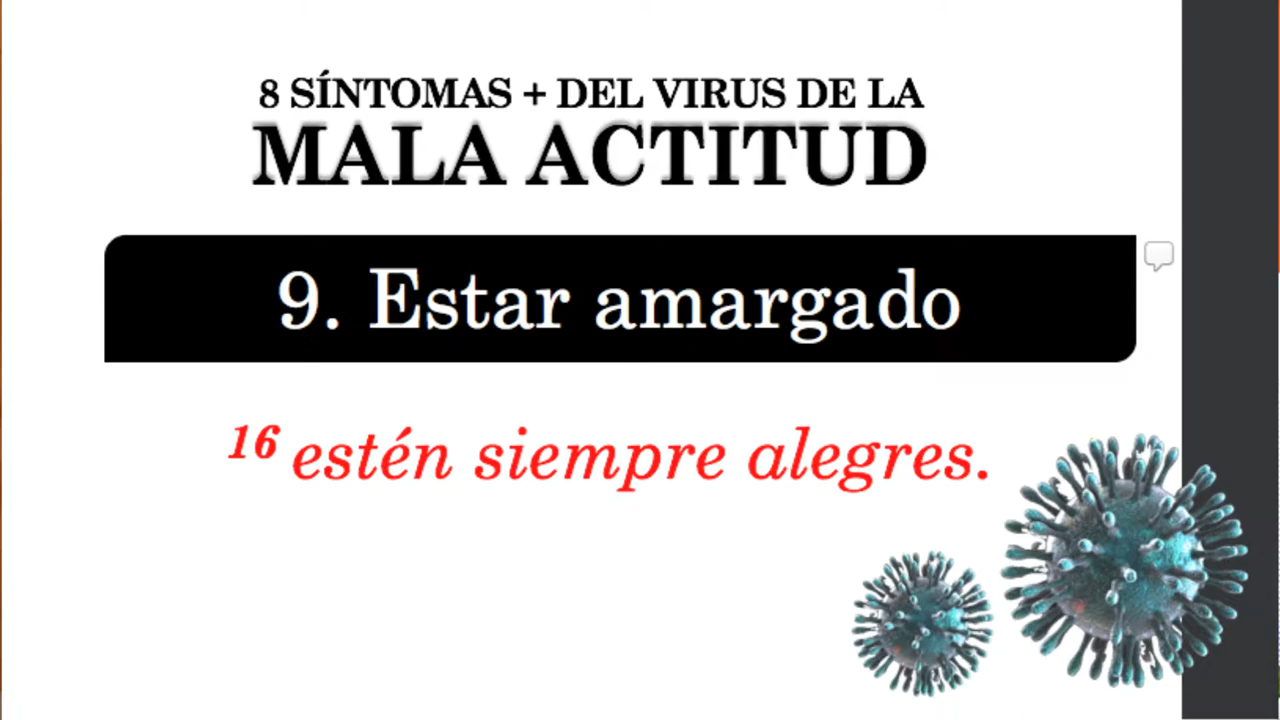 8 SÍNTOMAS + DEL VIRUS DE LA
MALA ACTITUD
9. Estar amargado
16 estén siempre alegres.